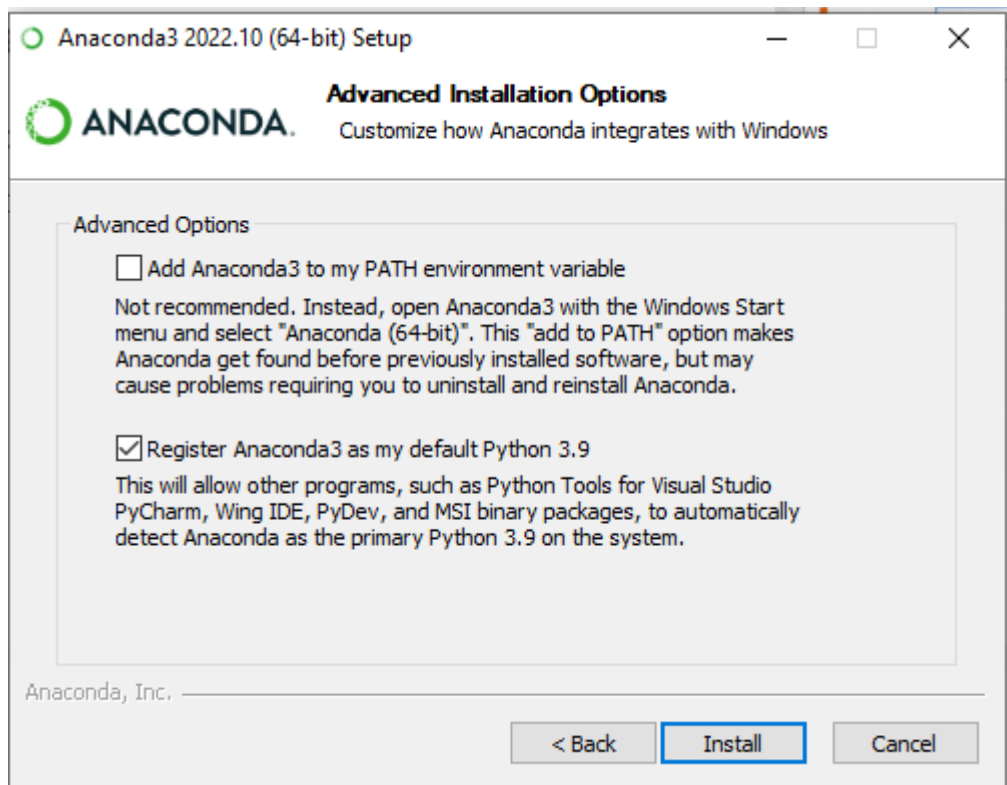 Anaconda3 2022.10 (64-bit) Setup
ANACONDA.
Advanced Installation Options
Customize how Anaconda integrates with Windows
Advanced Options
Add Anaconda3 to my PATH environment variable
Not recommended. Instead, open Anaconda3 with the Windows Start
menu and select "Anaconda (64-bit)". This "add to PATH" option makes
Anaconda get found before previously installed software, but may
cause problems requiring you to uninstall and reinstall Anaconda.
Register Anaconda3 as my default Python 3.9
This will allow other programs, such as Python Tools for Visual Studio
PyCharm, Wing IDE, PyDev, and MSI binary packages, to automatically
detect Anaconda as the primary Python 3.9 on the system.
Anaconda, Inc.
< Back
Install
Cancel